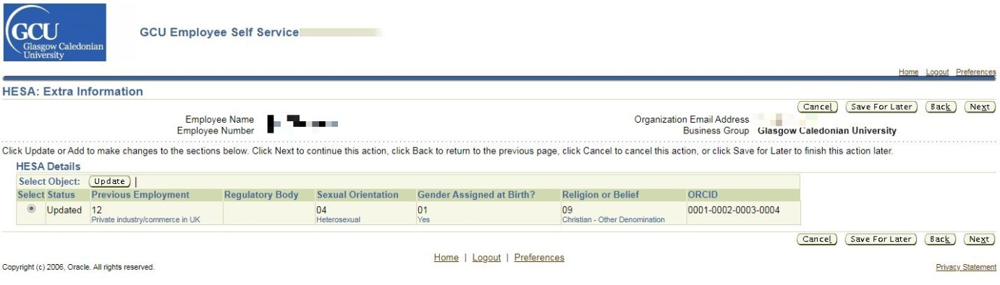 GCU
Glasgow Caledonian
University
GCU Employee Self Service
Home Logout Preferences
HESA: Extra Information
Cancel Save For Later Back Next
Employee Name
Employee Number
Organization Email Address
Business Group Glasgow Caledonian University
Click Update or Add to make changes to the sections below. Click Next to continue this action, click Back to return to the previous page, click Cancel to cancel this action, or click Save for Later to finish this action later.
HESA Details
Select Object: Update |
Select Status Previous Employment Regulatory Body Sexual Orientation Gender Assigned at Birth? Religion or Belief ORCID
Updated 12 04 01 09 0001-0002-0003-0004
Private industry/commerce in UK Heterosexual Yes Christian - Other Denomination
Cancel Save For Later Back Next
Home | Logout | Preferences
Copyright (c) 2006, Oracle. All rights reserved.
Privacy Statement